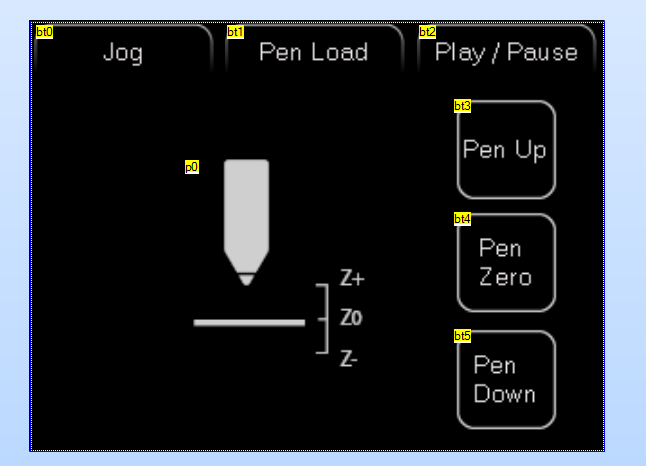 bt0
Jog
bt1
Pen Load
bt2
Play / Pause
bt3
Pen Up
p0
bt4
Pen
Zero
Z+
Z0
Z-
bt5
Pen
Down